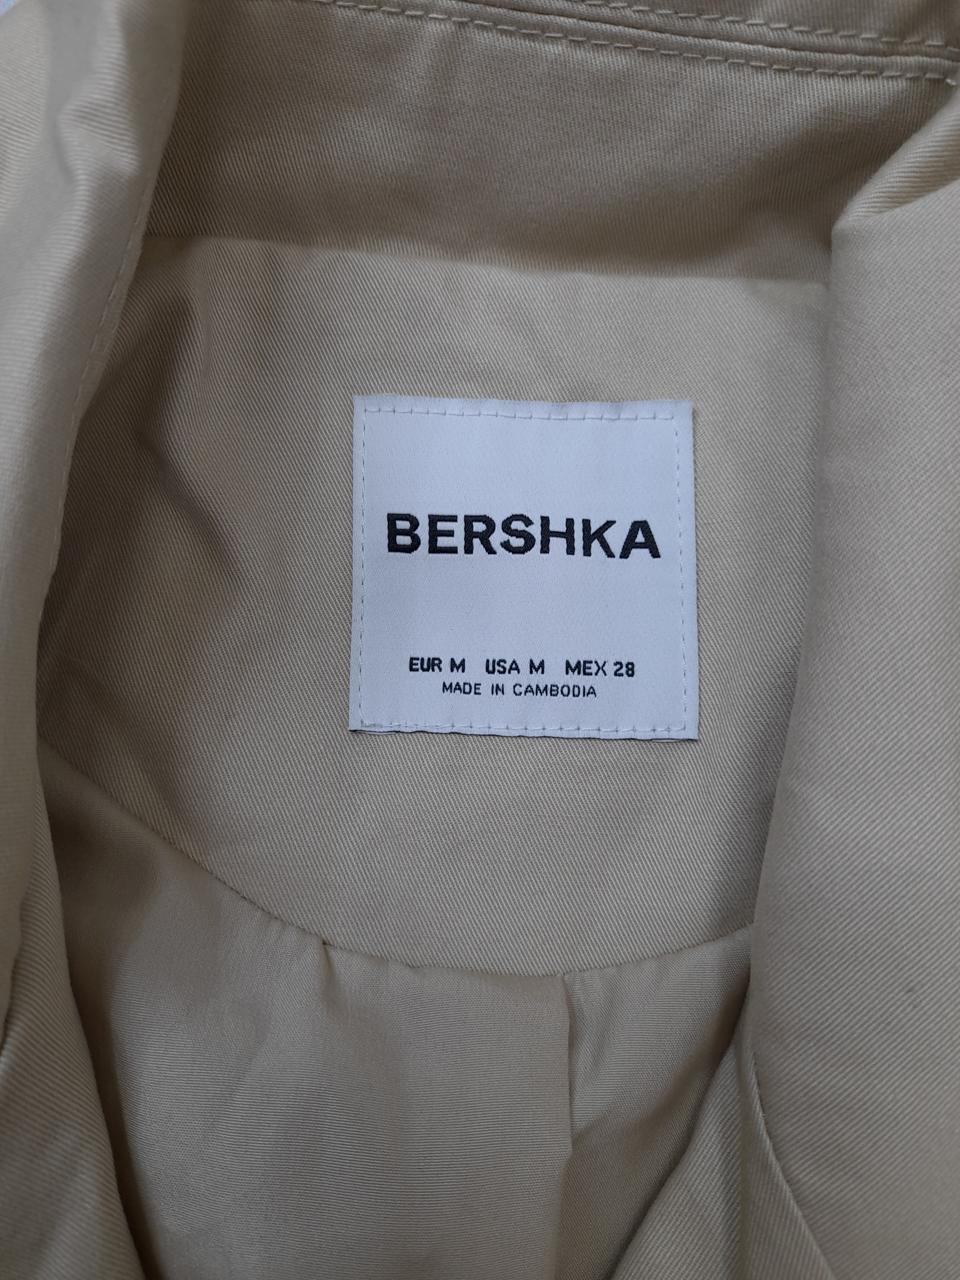 BERSHKA
EUR M USA M MEX 28
MADE IN CAMBODIA